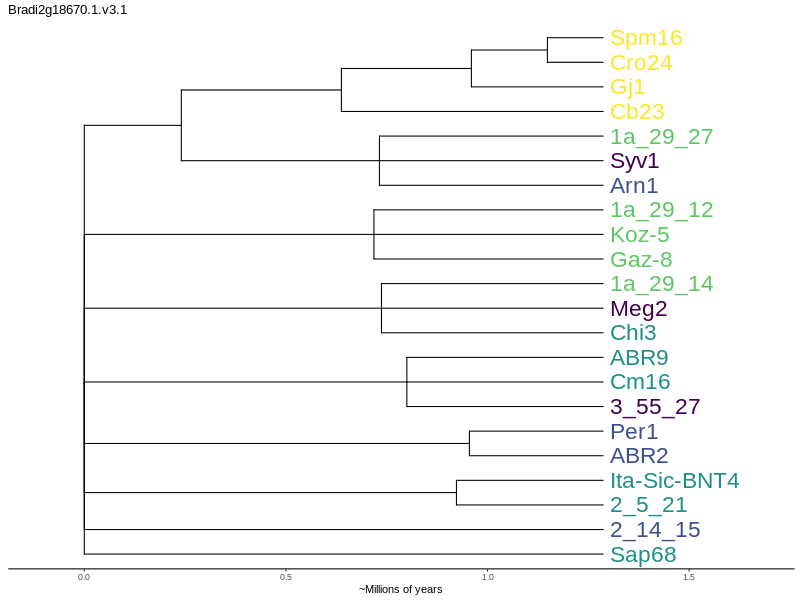 Bradi2g18670.1.v3.1
Spm16
Cro24
Gj1
Cb23
1a_29_27
Syv1
Arn1
1a_29_12
Koz-5
Gaz-8
1a_29_14
Meg2
Chi3
ABR9
Cm16
3_55_27
Per1
ABR2
Ita-Sic-BNT4
2_5_21
2_14_15
Sap68
0.0 0.5 1.0 1.5
~Millions of years